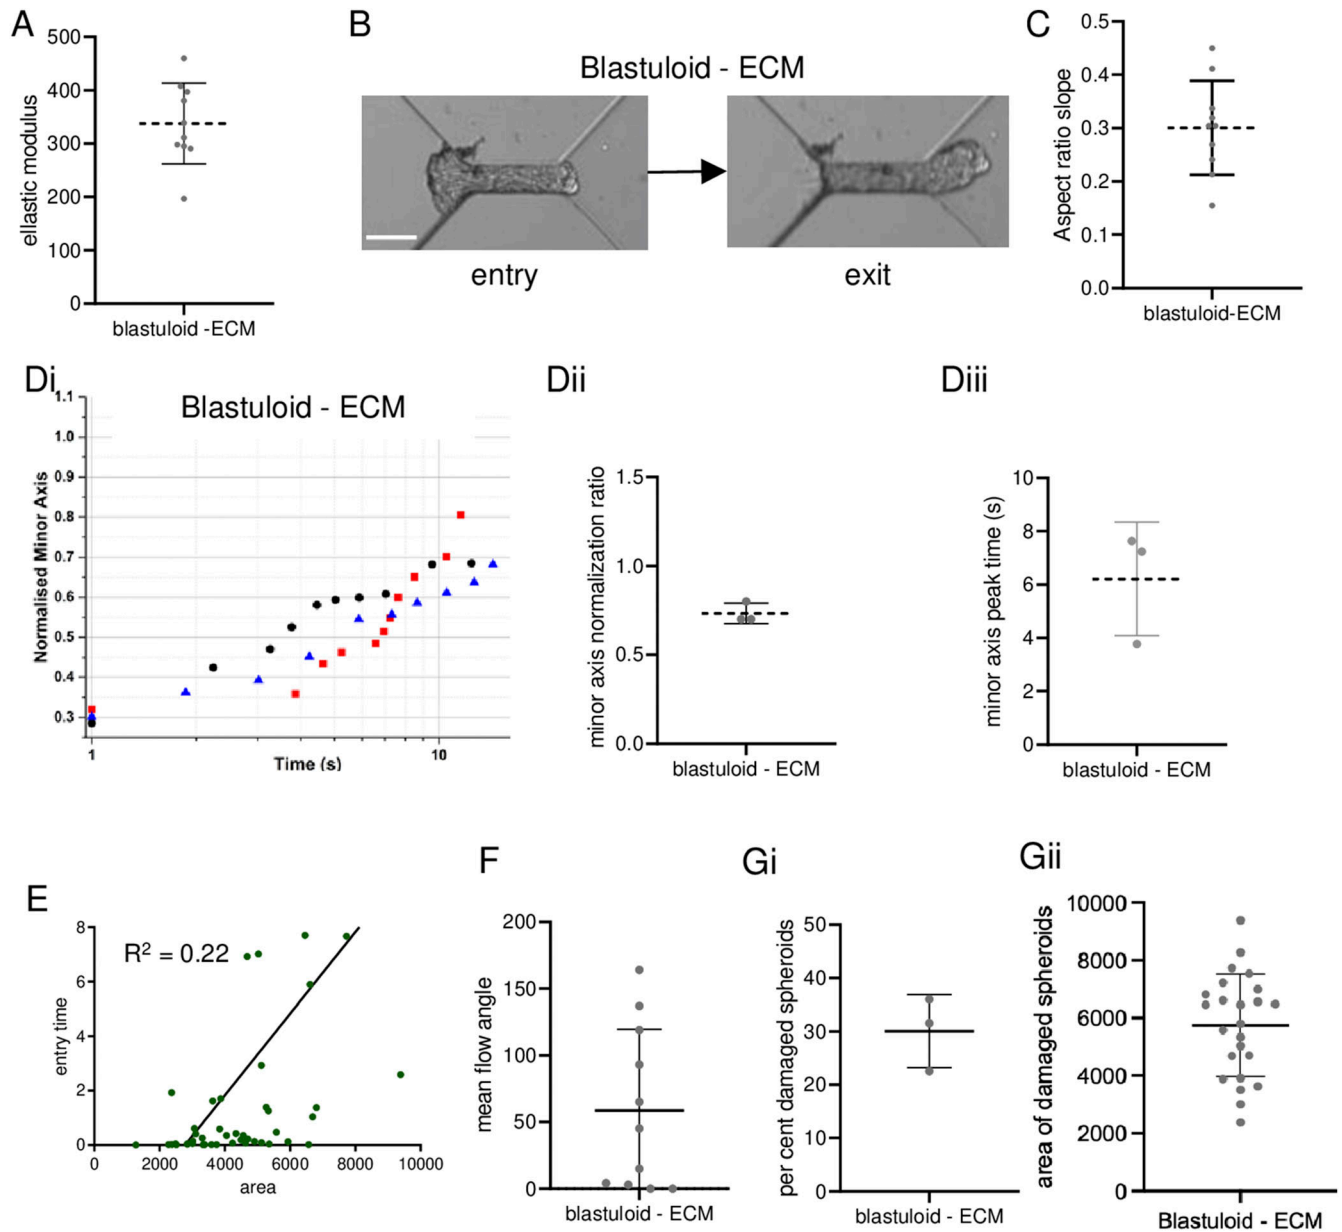 A
500
400
300
200
100
0
ellastic modulus
blastuloid -ECM
B
Blastuloid - ECM
entry
exit
C
0.5
0.4
0.3
0.2
0.1
0.0
Aspect ratio slope
blastuloid-ECM
Di
Blastuloid - ECM
1.1
1.0
0.9
0.8
0.7
0.6
0.5
0.4
0.3
Normalised Minor Axis
1
10
Time (s)
Dii
1.5
1.0
0.5
0.0
minor axis normalization ratio
blastuloid - ECM
Diii
10
8
6
4
2
0
minor axis peak time (s)
blastuloid - ECM
E
R² = 0.22
8
6
4
2
0
entry time
0
2000
4000
6000
8000
10000
area
F
200
150
100
50
0
mean flow angle
blastuloid - ECM
Gi
50
40
30
20
10
0
per cent damaged spheroids
blastuloid - ECM
Gii
10000
8000
6000
4000
2000
0
area of damaged spheroids
Blastuloid - ECM